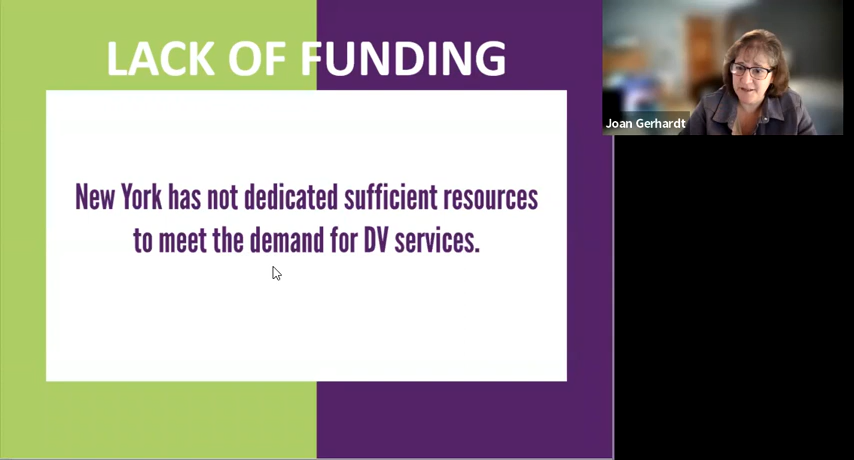 LACK OF FUNDING
New York has not dedicated sufficient resources
to meet the demand for DV services.
Joan Gerhardt